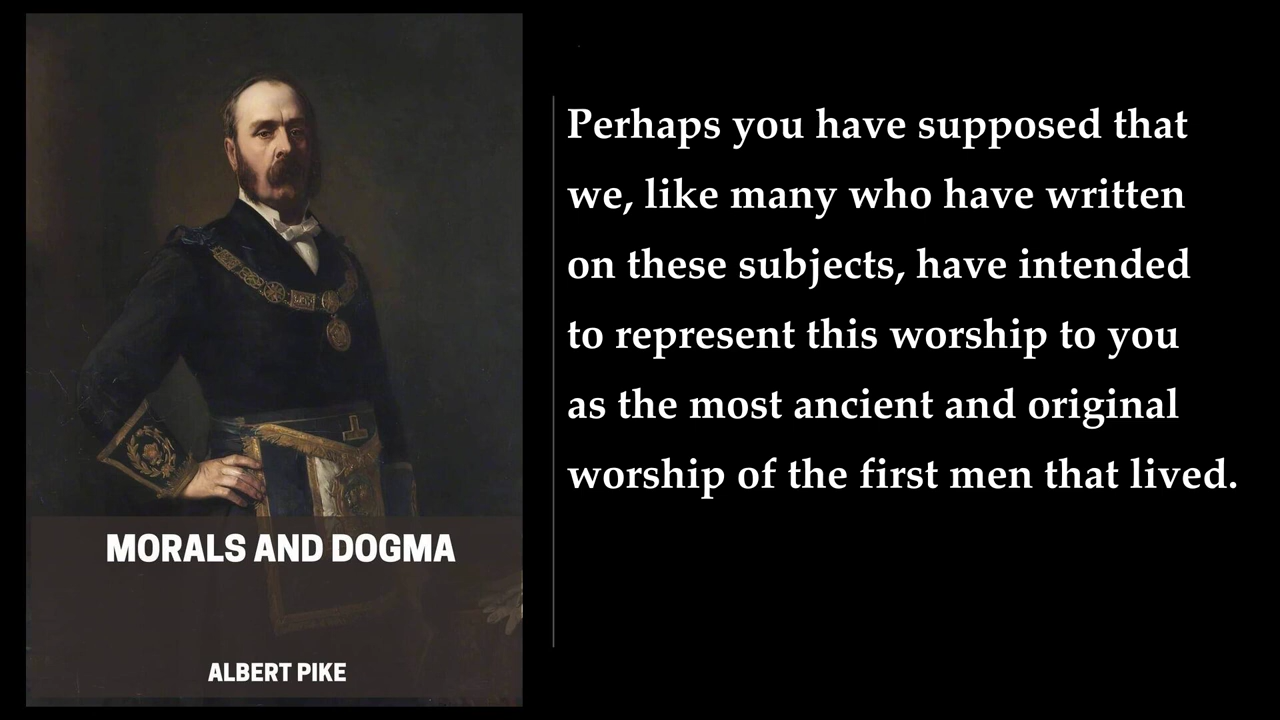 MORALS AND DOGMA
ALBERT PIKE
Perhaps you have supposed that
we, like many who have written
on these subjects, have intended
to represent this worship to you
as the most ancient and original
worship of the first men that lived.